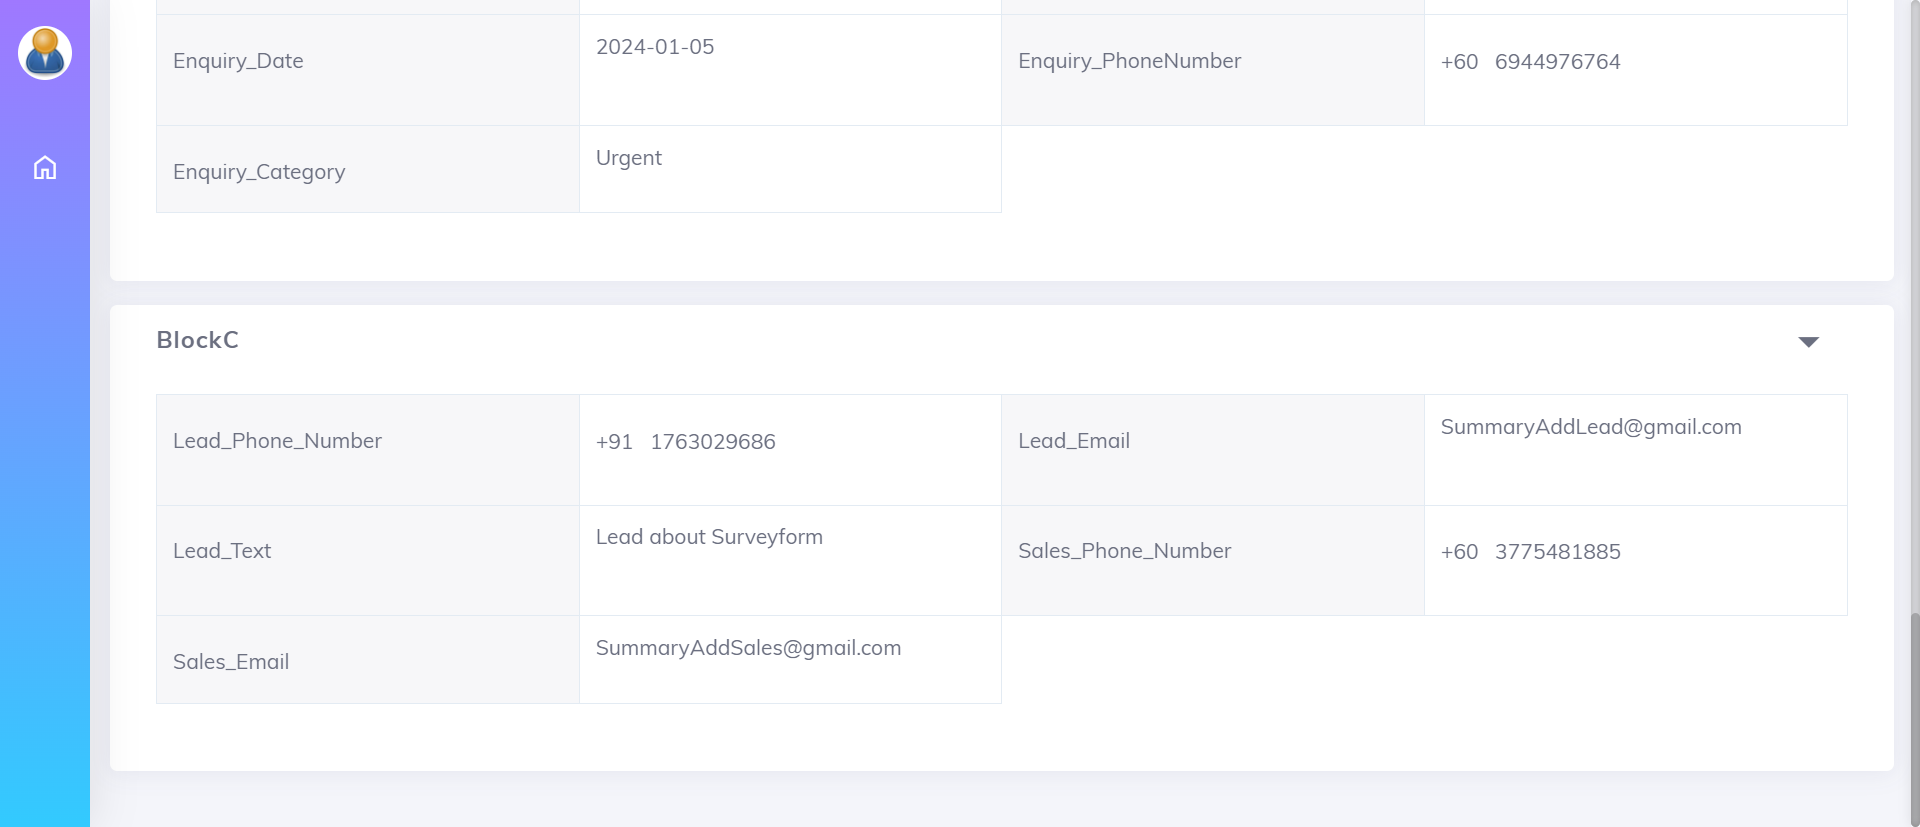 Enquiry_Date
2024-01-05
Enquiry_PhoneNumber
+60 6944976764
Enquiry_Category
Urgent
BlockC
Lead_Phone_Number
+91 1763029686
Lead_Email
SummaryAddLead@gmail.com
Lead_Text
Lead about Surveyform
Sales_Phone_Number
+60 3775481885
Sales_Email
SummaryAddSales@gmail.com